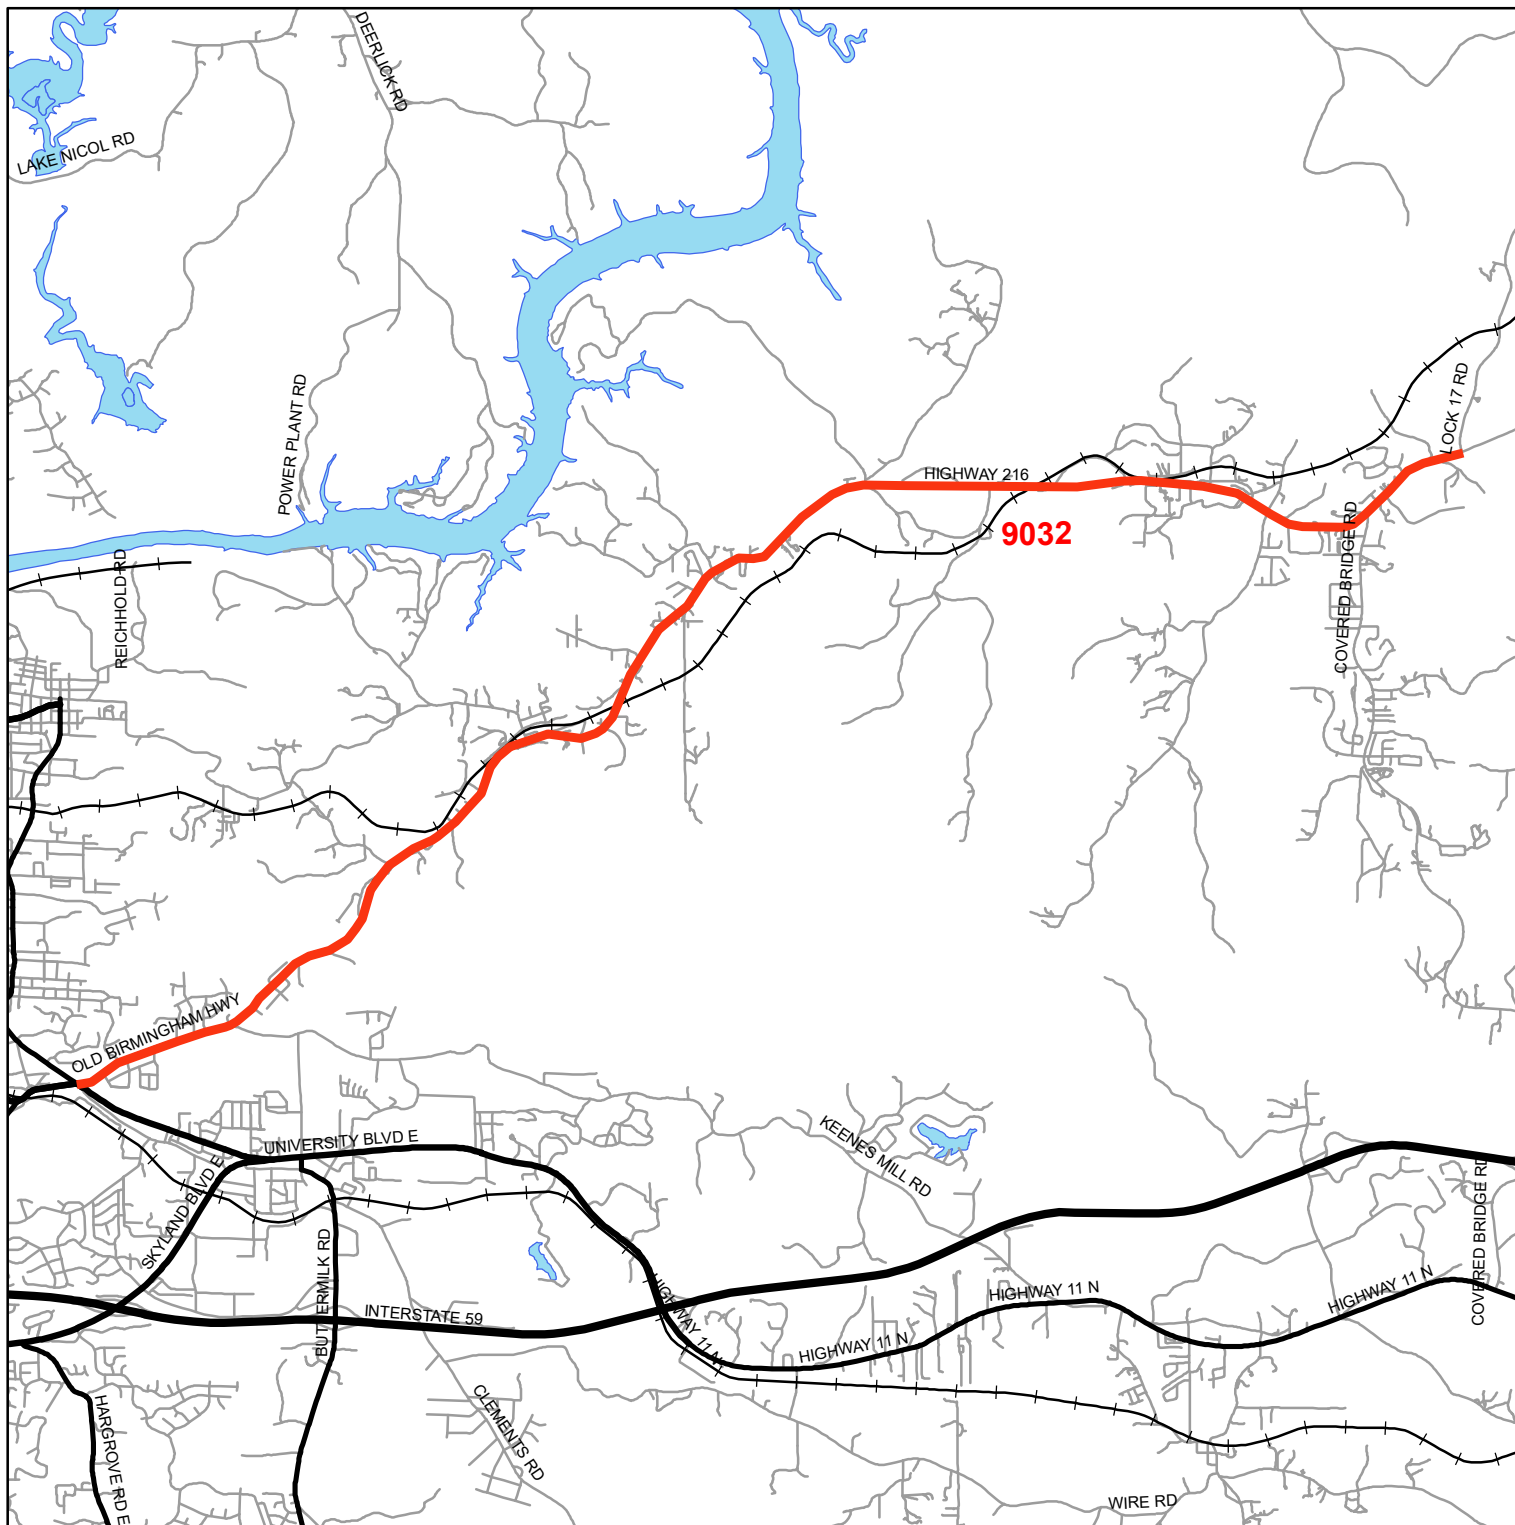 DEERLICK RD
LAKE NICOL RD
POWER PLANT RD
LOCK 17 RD
HIGHWAY 216
9032
COVERED BRIDGE RD
REICHHOLD RD
OLD BIRMINGHAM HWY
UNIVERSITY BLVD E
KEENES MILL RD
SKYLAND BLVD E
COVERED BRIDGE RD
BUTTERMILK RD
INTERSTATE 59
HIGHWAY 11 N
HIGHWAY 11 N
HIGHWAY 11 N
HIGHWAY 11 N
HARGROVE RD E
CLEMENTS RD
WIRE RD